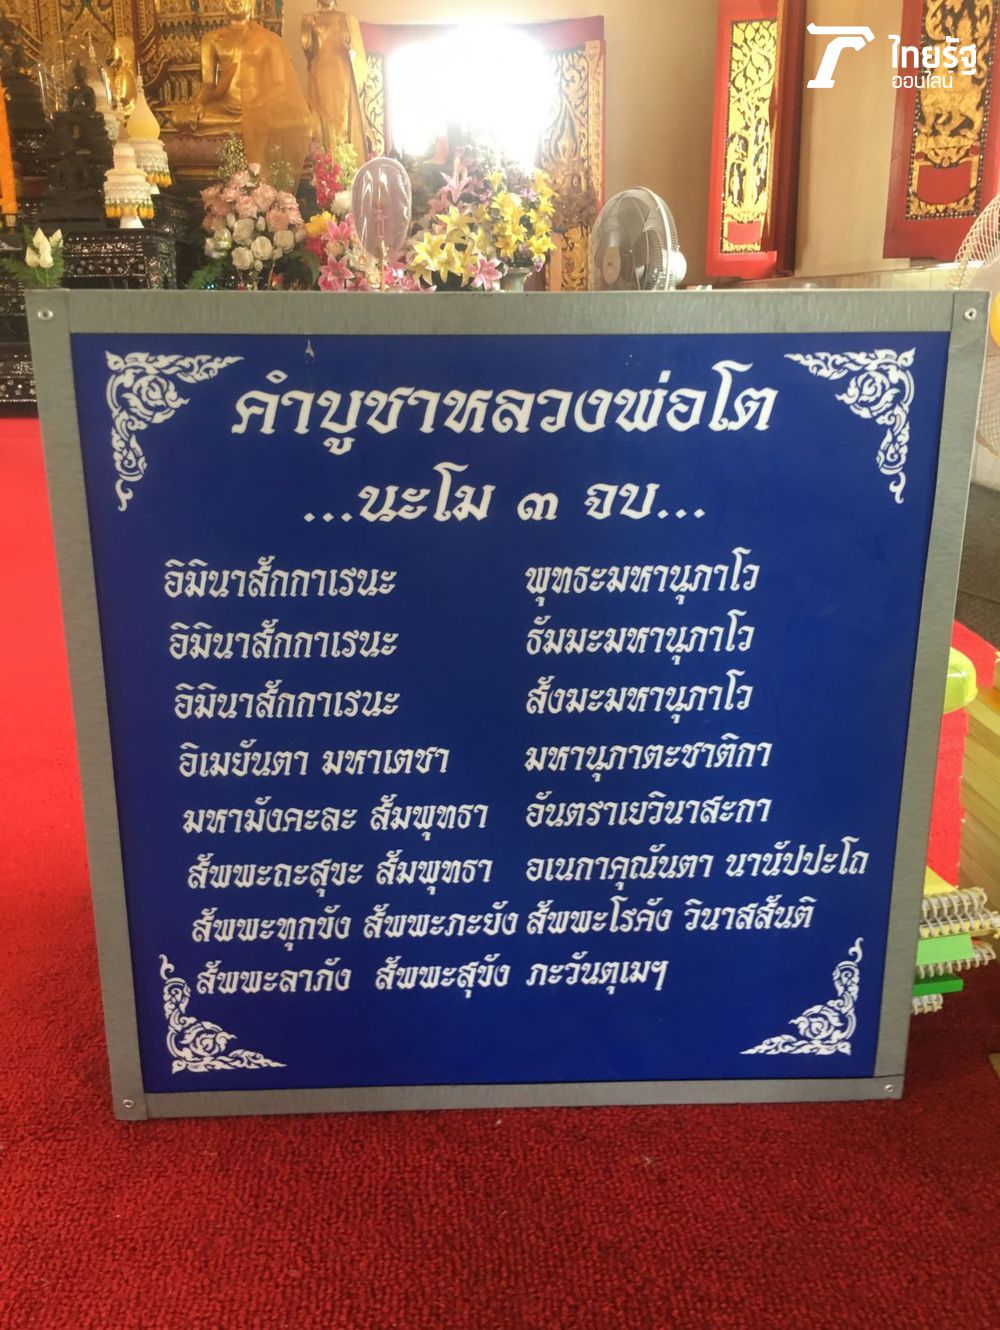 ไทยรัฐ
ออนไลน์
คำบูชาหลวงพ่อโต
...นะโม ๓ จบ...
อิมินาสักกาเรนะ พุทธะมหานุภาโว
อิมินาสักกาเรนะ ธัมมะมหานุภาโว
อิมินาสักกาเรนะ สังฆะมหานุภาโว
อิเมยันตา มหาเตชา มหานุภาตะชาติกา
มหามังคะละ สัมพุทธา อันตราเยวินาสะกา
สัพพะถะสุขะ สัมพุทธา อเนกาคุณันตา นานัปปะโถ
สัพพะทุกขัง สัพพะภะยัง สัพพะโรคัง วินาสสันติ
สัพพะลาภัง สัพพะสุขัง ภะวันตุเมฯ